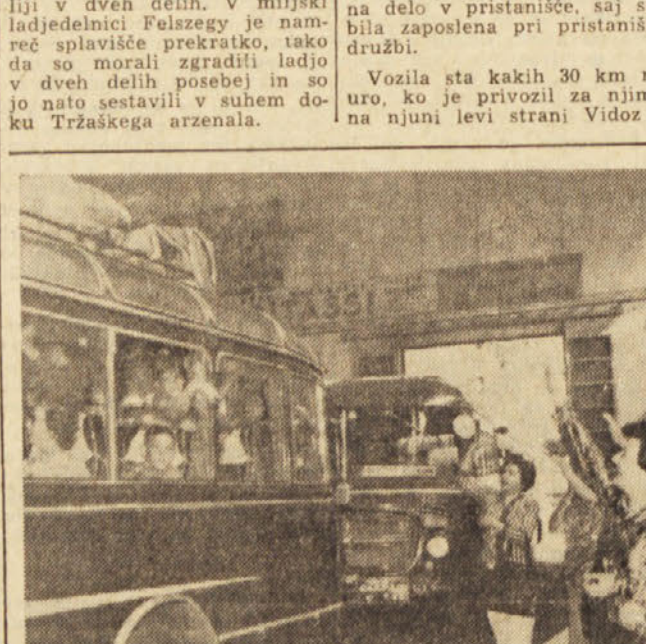 liji v dveh delih. V miljski
ladjedelnici Felszegy je nam-
reč splavišče prekratko, tako
da so morali zgraditi ladjo
v dveh delih posebej in so
jo nato sestavili v suhem do-
ku Tržaškega arzenala.
na delo v pristanišče, saj s
bila zaposlena pri pristaniš
družbi.
Vozila sta kakih 30 km
uro, ko je privozil za njim
na njuni levi strani Vidoz